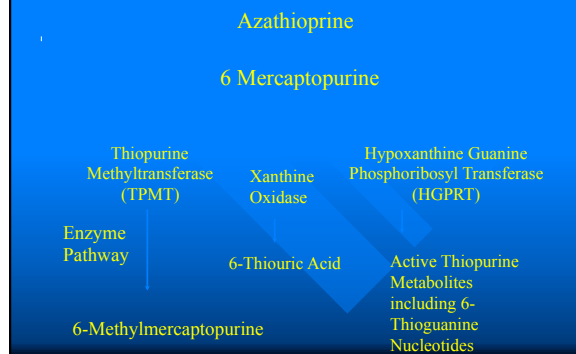 Azathioprine
6 Mercaptopurine
Thiopurine
Methyltransferase
(TPMT)
Xanthine
Oxidase
Hypoxanthine Guanine
Phosphoribosyl Transferase
(HGPRT)
Enzyme
Pathway
6-Thiouric Acid
Active Thiopurine
Metabolites
including 6-
Thioguanine
Nucleotides
6-Methylmercaptopurine